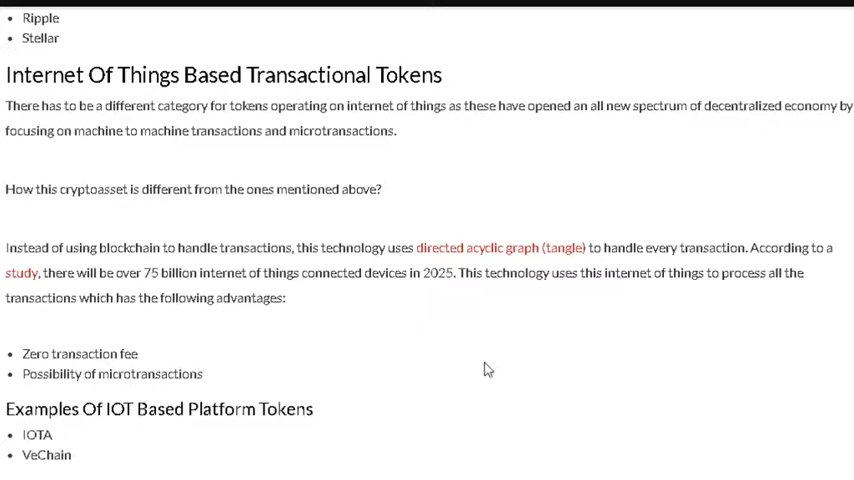 • Ripple
• Stellar
Internet Of Things Based Transactional Tokens
There has to be a different category for tokens operating on internet of things as these have opened an all new spectrum of decentralized economy by
focusing on machine to machine transactions and microtransactions.
How this cryptoasset is different from the ones mentioned above?
Instead of using blockchain to handle transactions, this technology uses directed acyclic graph (tangle) to handle every transaction. According to a
study, there will be over 75 billion internet of things connected devices in 2025. This technology uses this internet of things to process all the
transactions which has the following advantages:
• Zero transaction fee
• Possibility of microtransactions
Examples Of IOT Based Platform Tokens
• IOTA
• VeChain